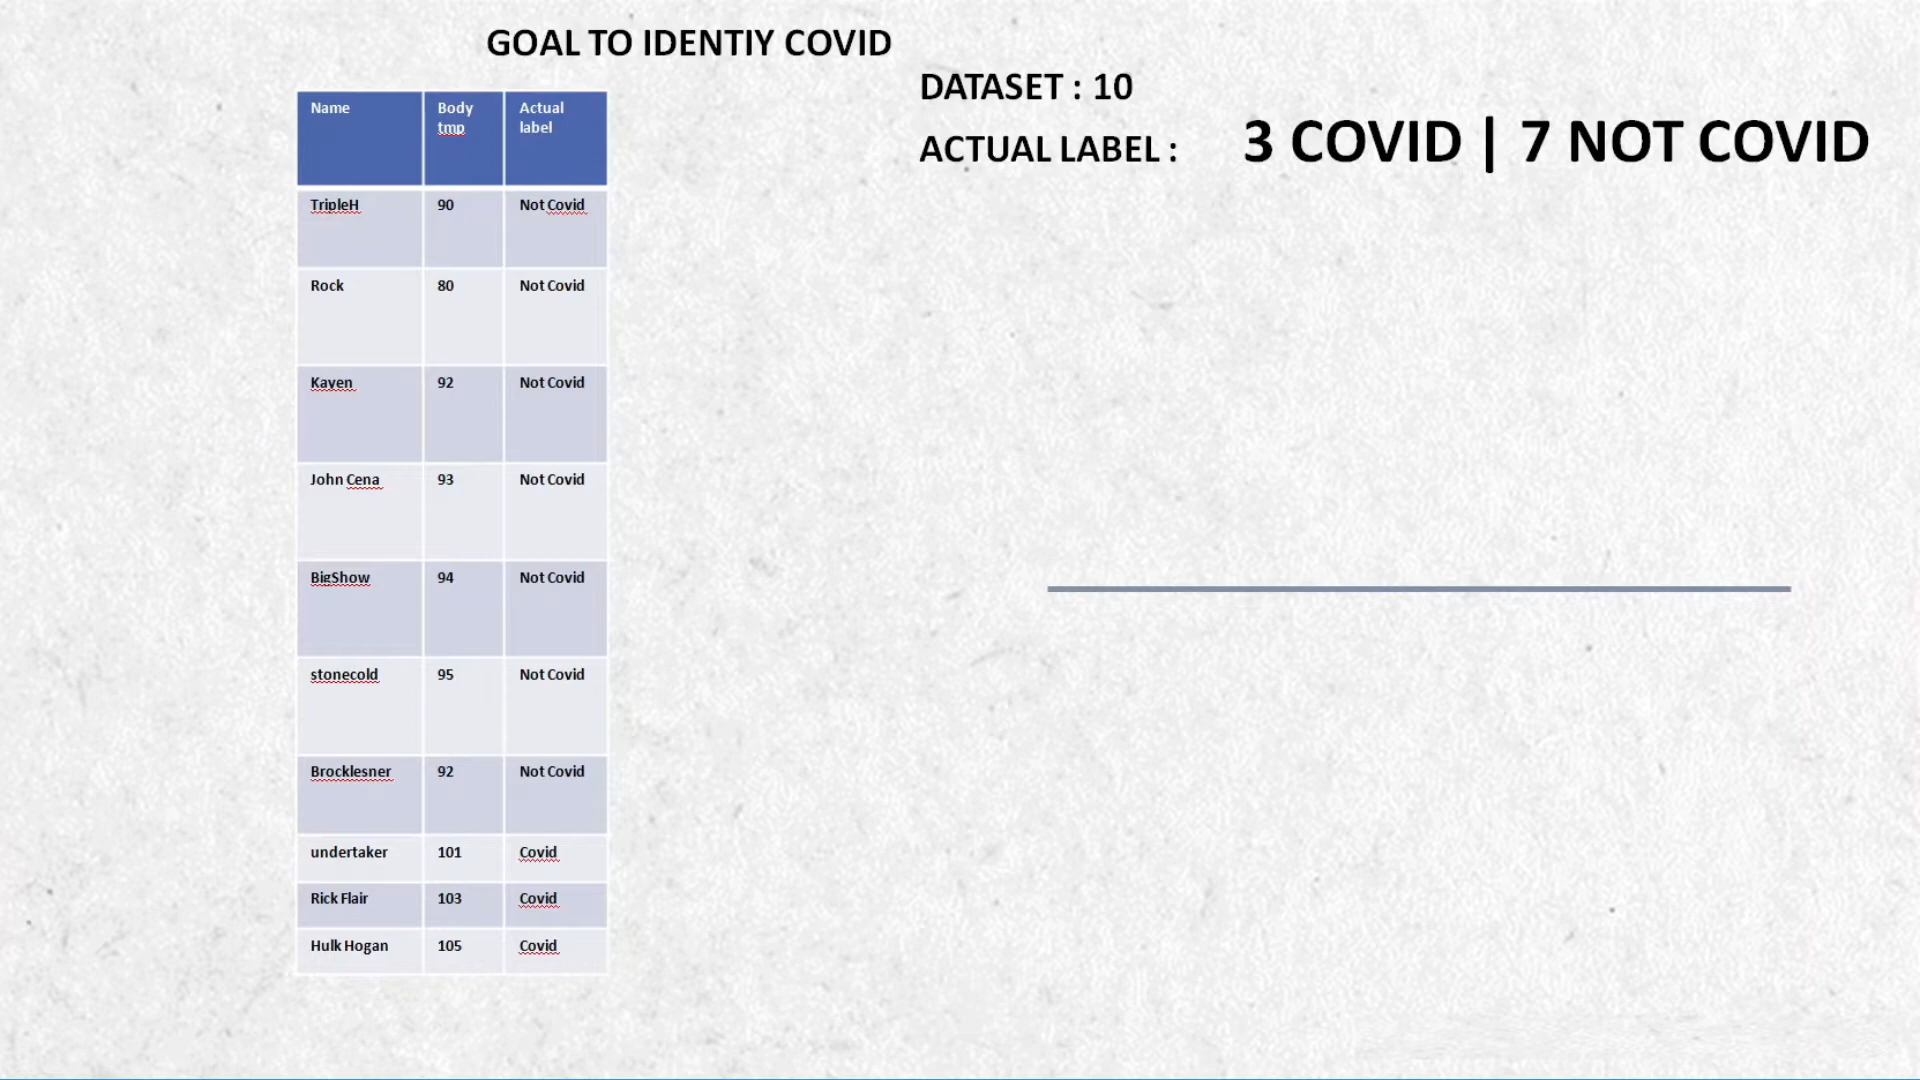 GOAL TO IDENTIY COVID
DATASET : 10
ACTUAL LABEL :
3 COVID | 7 NOT COVID
Name Body tmp Actual label
TripleH 90 Not Covid
Rock 80 Not Covid
Kaven 92 Not Covid
John Cena 93 Not Covid
BigShow 94 Not Covid
stonecold 95 Not Covid
Brocklesner 92 Not Covid
undertaker 101 Covid
Rick Flair 103 Covid
Hulk Hogan 105 Covid